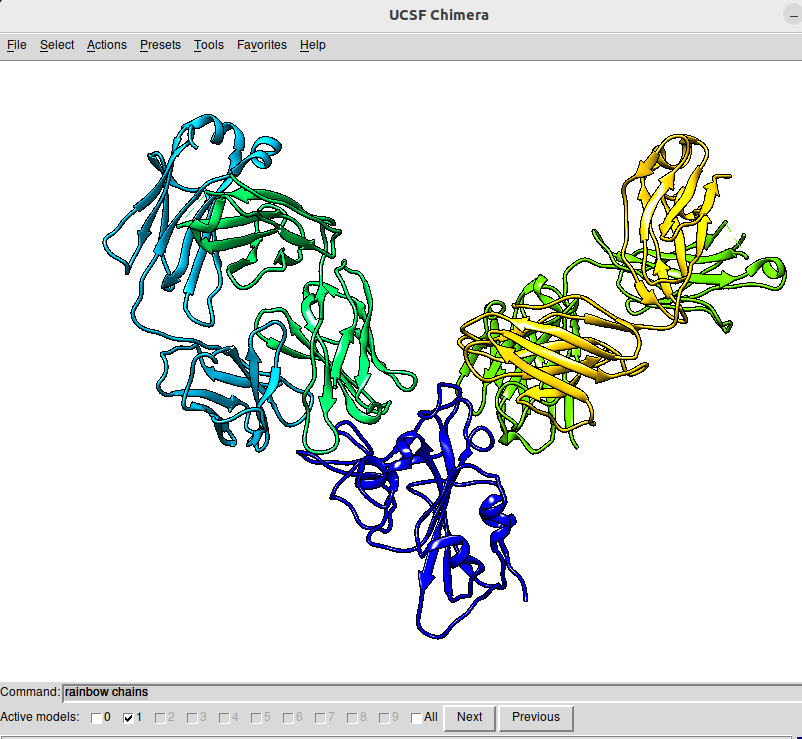 UCSF Chimera
File Select Actions Presets Tools Favorites Help
Command: rainbow chains
Active models: 0 1 2 3 4 5 6 7 8 9 All Next Previous